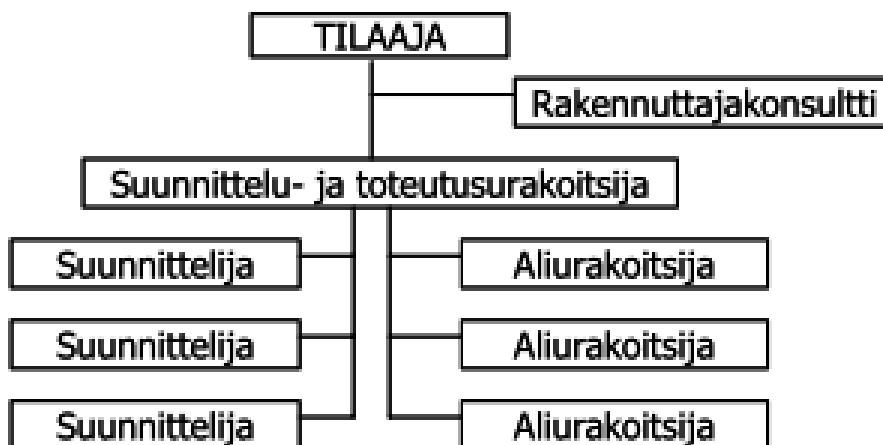 TILAAJA
Rakennuttajakonsultti
Suunnittelu- ja toteutusurakoitsija
Suunnittelija
Aliurakoitsija
Suunnittelija
Aliurakoitsija
Suunnittelija
Aliurakoitsija